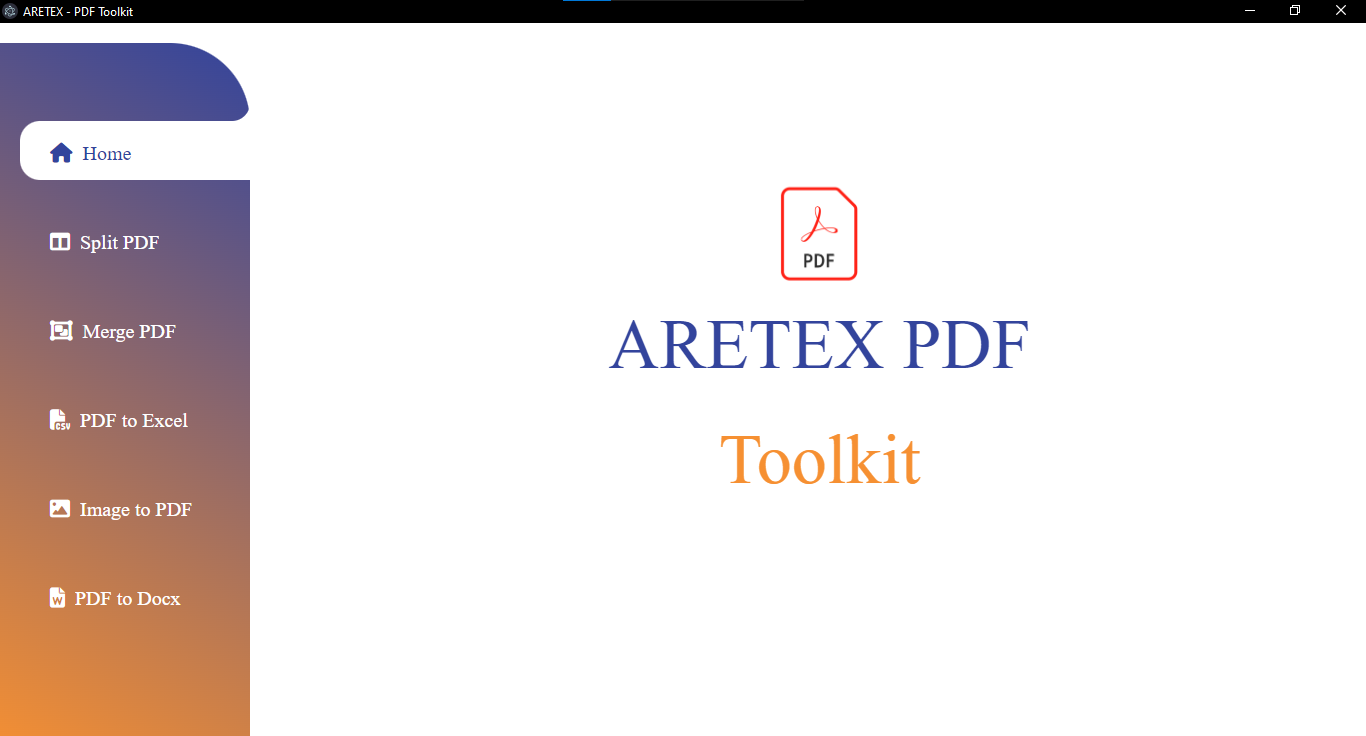 ARETEX - PDF Toolkit
Home
Split PDF
Merge PDF
CSV
PDF to Excel
Image to PDF
W
PDF to Docx
PDF
ARETEX PDF
Toolkit